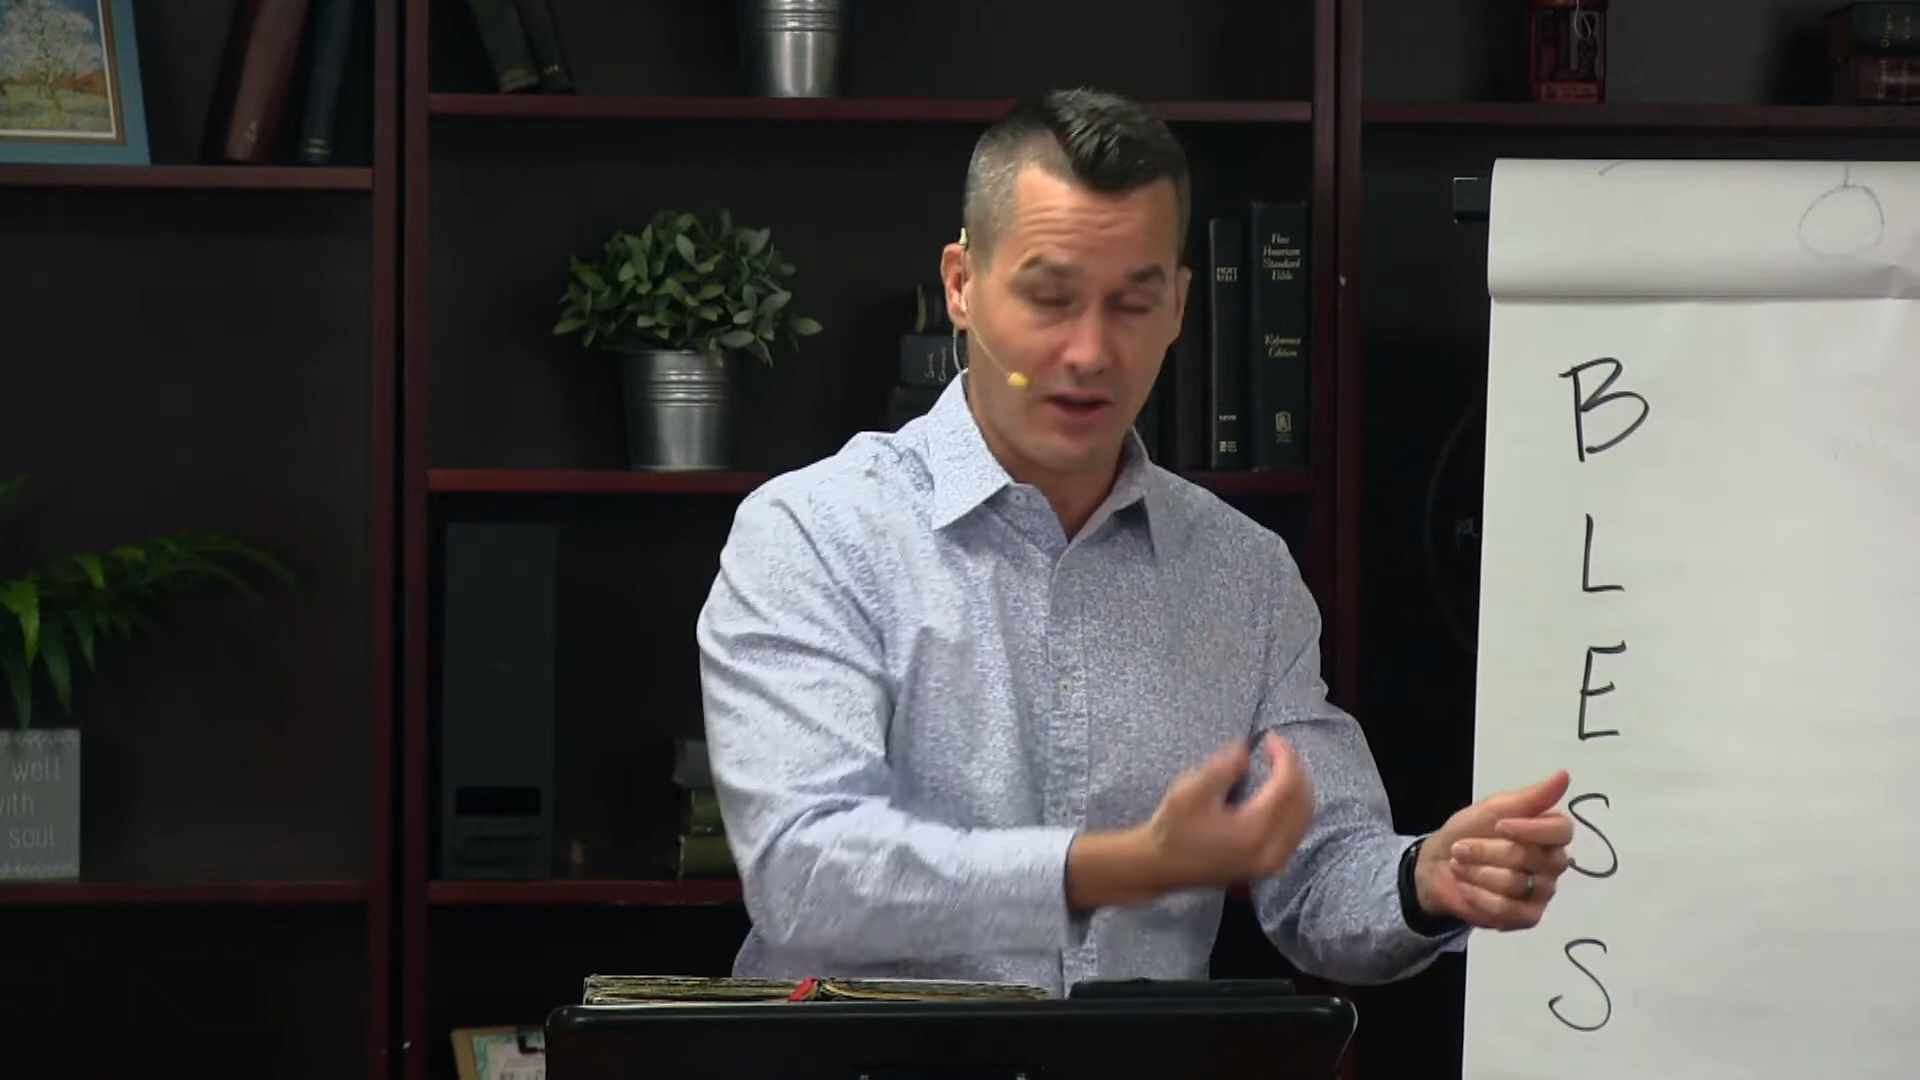 HOLY
BIBLE
New
American
Standard
Bible
Reference
Edition
B
L
E
S
S
well
with
soul